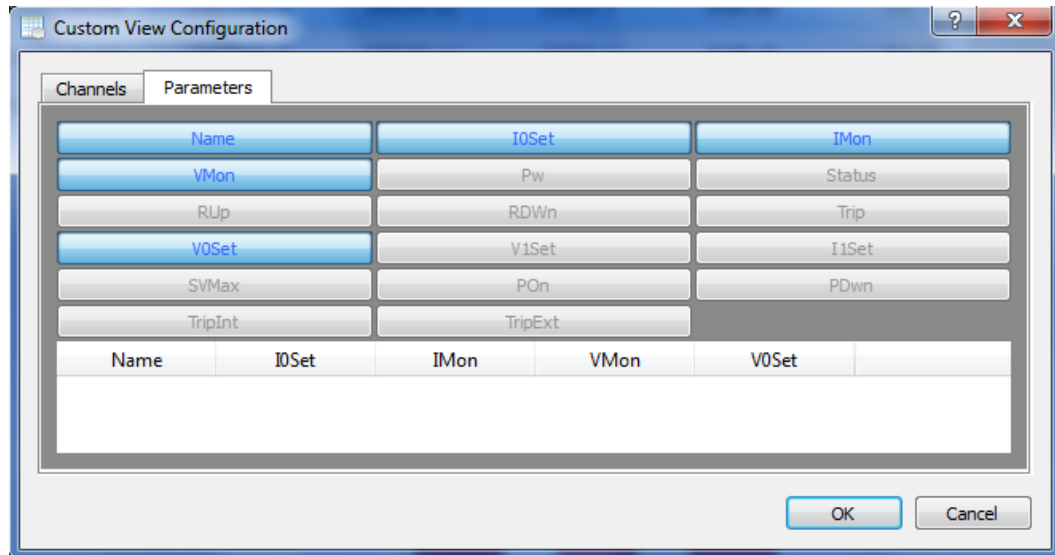 Custom View Configuration
Channels Parameters
Name I0Set IMon
VMon Pw Status
RUp RDWn Trip
V0Set V1Set I1Set
SVMax POn PDwn
TripInt TripExt
Name I0Set IMon VMon V0Set
OK Cancel